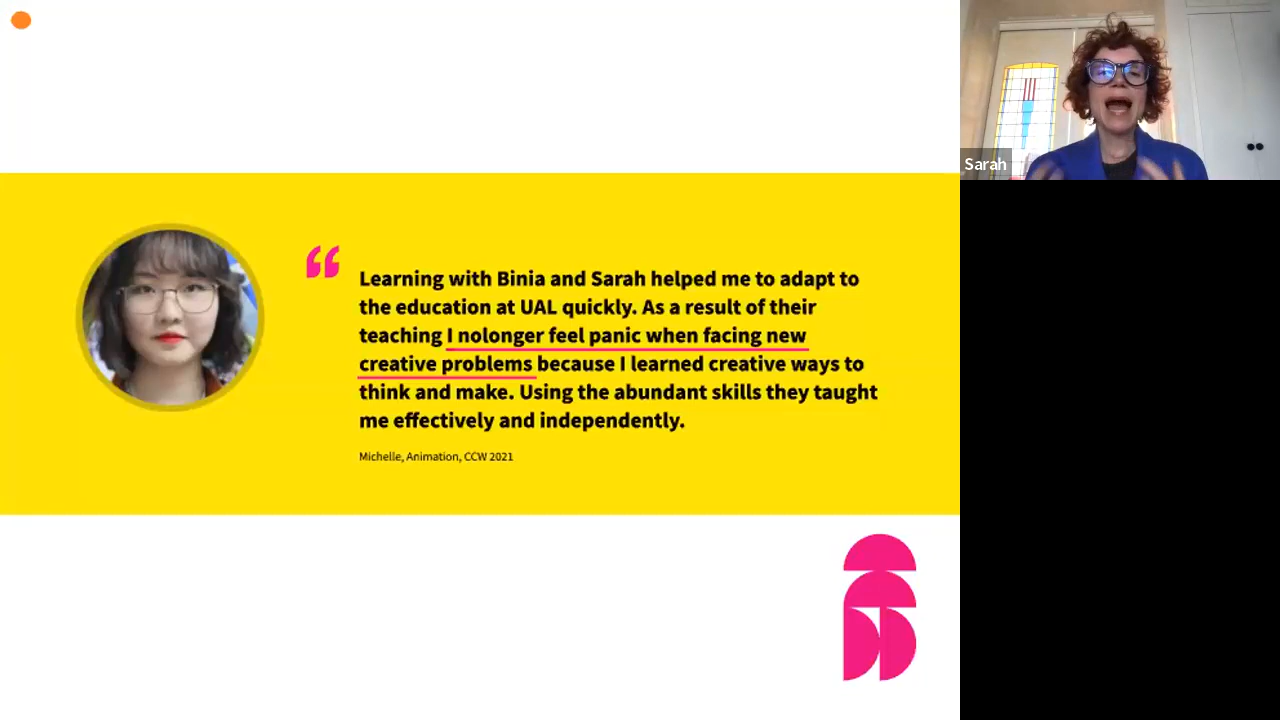 Sarah
“
Learning with Binia and Sarah helped me to adapt to
the education at UAL quickly. As a result of their
teaching I nolonger feel panic when facing new
creative problems because I learned creative ways to
think and make. Using the abundant skills they taught
me effectively and independently.
Michelle, Animation, CCW 2021